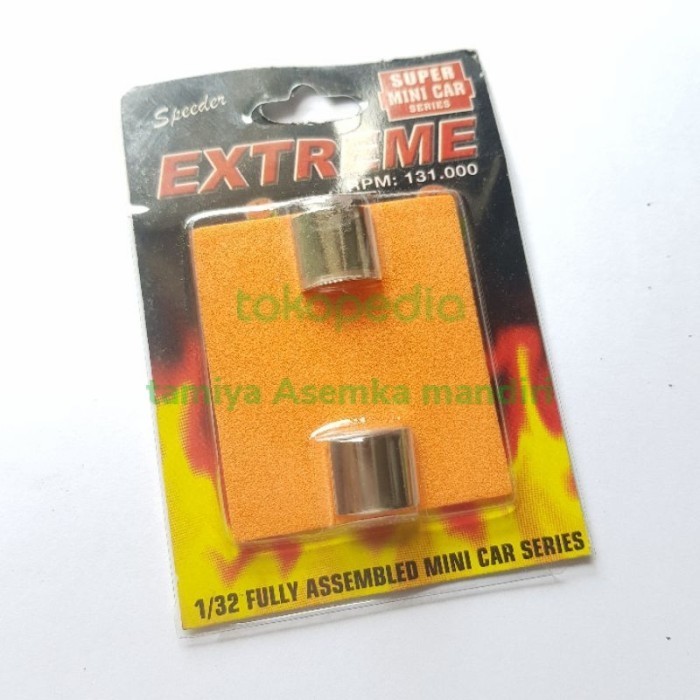 Speeder
SUPER
MINI CAR
SERIES
EXTREME
RPM: 131.000
tokopedia
tamiya Asemka mandiri
1/32 FULLY ASSEMBLED MINI CAR SERIES